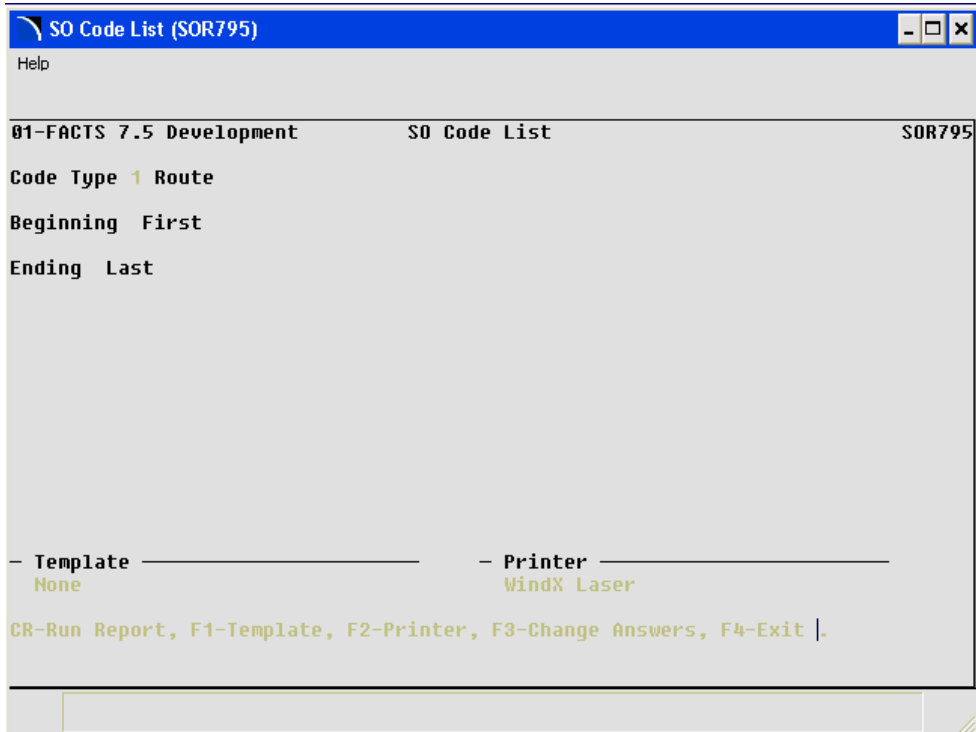 SO Code List (SOR795)
Help
01-FACTS 7.5 Development SO Code List SOR795
Code Type 1 Route
Beginning First
Ending Last
Template Printer
None WindX Laser
CR-Run Report, F1-Template, F2-Printer, F3-Change Answers, F4-Exit .